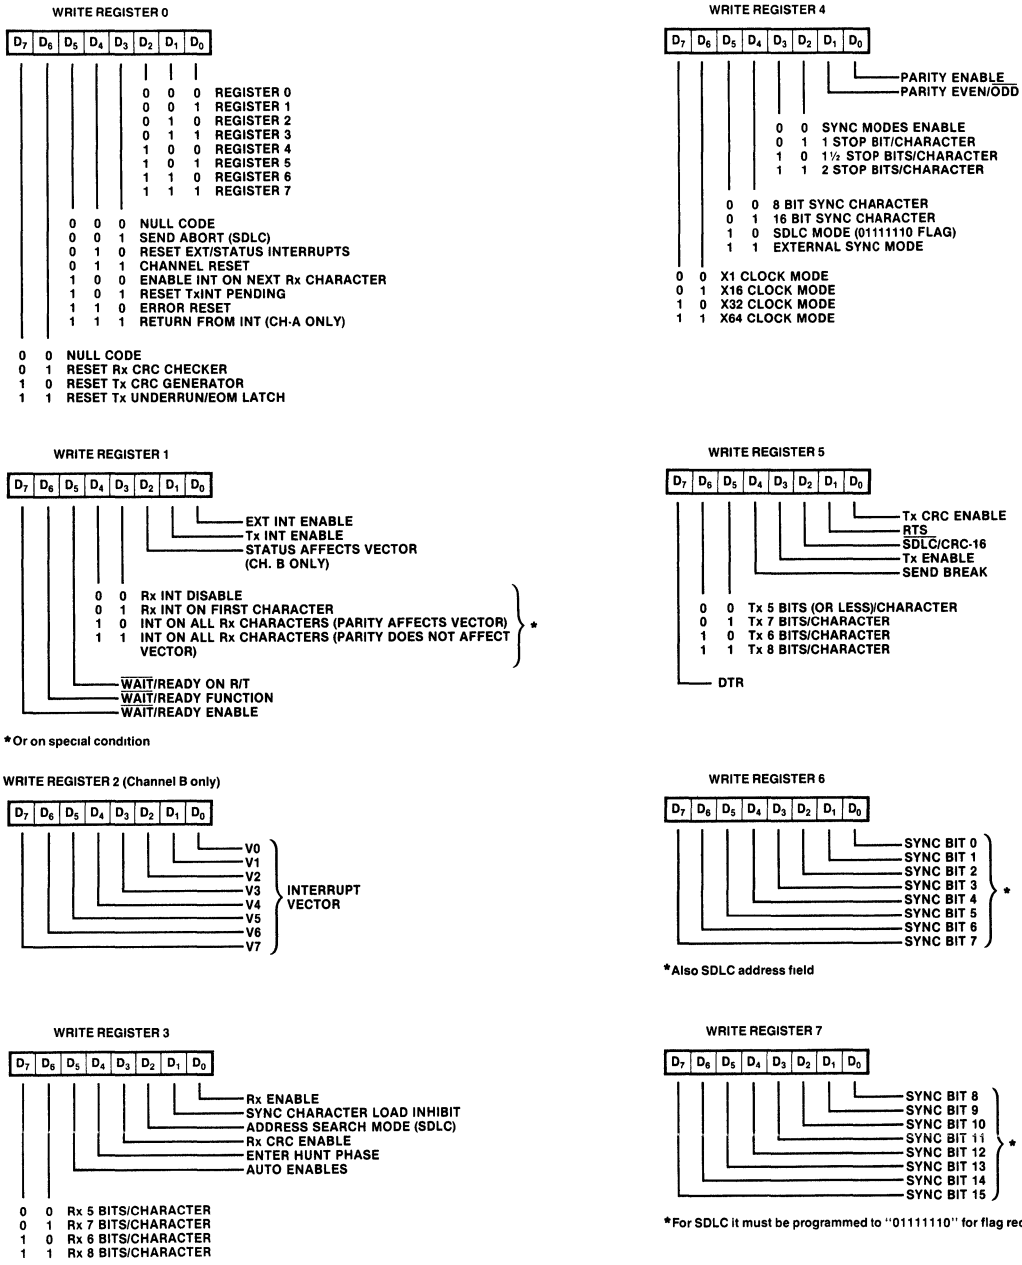 WRITE REGISTER 0
D7 D6 D5 D4 D3 D2 D1 D0
0 0 0 REGISTER 0
0 0 1 REGISTER 1
0 1 0 REGISTER 2
0 1 1 REGISTER 3
1 0 0 REGISTER 4
1 0 1 REGISTER 5
1 1 0 REGISTER 6
1 1 1 REGISTER 7
0 0 0 NULL CODE
0 0 1 SEND ABORT (SDLC)
0 1 0 RESET EXT/STATUS INTERRUPTS
0 1 1 CHANNEL RESET
1 0 0 ENABLE INT ON NEXT Rx CHARACTER
1 0 1 RESET TxINT PENDING
1 1 0 ERROR RESET
1 1 1 RETURN FROM INT (CH-A ONLY)
0 0 NULL CODE
0 1 RESET Rx CRC CHECKER
1 0 RESET Tx CRC GENERATOR
1 1 RESET Tx UNDERRUN/EOM LATCH
WRITE REGISTER 1
D7 D6 D5 D4 D3 D2 D1 D0
EXT INT ENABLE
Tx INT ENABLE
STATUS AFFECTS VECTOR
(CH. B ONLY)
0 0 Rx INT DISABLE
0 1 Rx INT ON FIRST CHARACTER
1 0 INT ON ALL Rx CHARACTERS (PARITY AFFECTS VECTOR)
1 1 INT ON ALL Rx CHARACTERS (PARITY DOES NOT AFFECT
VECTOR)
*
WAIT/READY ON R/T
WAIT/READY FUNCTION
WAIT/READY ENABLE
*Or on special condition
WRITE REGISTER 2 (Channel B only)
D7 D6 D5 D4 D3 D2 D1 D0
V0
V1
V2
V3
V4
V5
V6
V7
INTERRUPT
VECTOR
WRITE REGISTER 3
D7 D6 D5 D4 D3 D2 D1 D0
Rx ENABLE
SYNC CHARACTER LOAD INHIBIT
ADDRESS SEARCH MODE (SDLC)
Rx CRC ENABLE
ENTER HUNT PHASE
AUTO ENABLES
0 0 Rx 5 BITS/CHARACTER
0 1 Rx 7 BITS/CHARACTER
1 0 Rx 6 BITS/CHARACTER
1 1 Rx 8 BITS/CHARACTER
WRITE REGISTER 4
D7 D6 D5 D4 D3 D2 D1 D0
PARITY ENABLE
PARITY EVEN/ODD
0 0 SYNC MODES ENABLE
0 1 1 STOP BIT/CHARACTER
1 0 1½ STOP BITS/CHARACTER
1 1 2 STOP BITS/CHARACTER
0 0 8 BIT SYNC CHARACTER
0 1 16 BIT SYNC CHARACTER
1 0 SDLC MODE (01111110 FLAG)
1 1 EXTERNAL SYNC MODE
0 0 X1 CLOCK MODE
0 1 X16 CLOCK MODE
1 0 X32 CLOCK MODE
1 1 X64 CLOCK MODE
WRITE REGISTER 5
D7 D6 D5 D4 D3 D2 D1 D0
Tx CRC ENABLE
RTS
SDLC/CRC-16
Tx ENABLE
SEND BREAK
0 0 Tx 5 BITS (OR LESS)/CHARACTER
0 1 Tx 7 BITS/CHARACTER
1 0 Tx 6 BITS/CHARACTER
1 1 Tx 8 BITS/CHARACTER
DTR
WRITE REGISTER 6
D7 D6 D5 D4 D3 D2 D1 D0
SYNC BIT 0
SYNC BIT 1
SYNC BIT 2
SYNC BIT 3
SYNC BIT 4
SYNC BIT 5
SYNC BIT 6
SYNC BIT 7
*
*Also SDLC address field
WRITE REGISTER 7
D7 D6 D5 D4 D3 D2 D1 D0
SYNC BIT 8
SYNC BIT 9
SYNC BIT 10
SYNC BIT 11
SYNC BIT 12
SYNC BIT 13
SYNC BIT 14
SYNC BIT 15
*
*For SDLC it must be programmed to "01111110" for flag